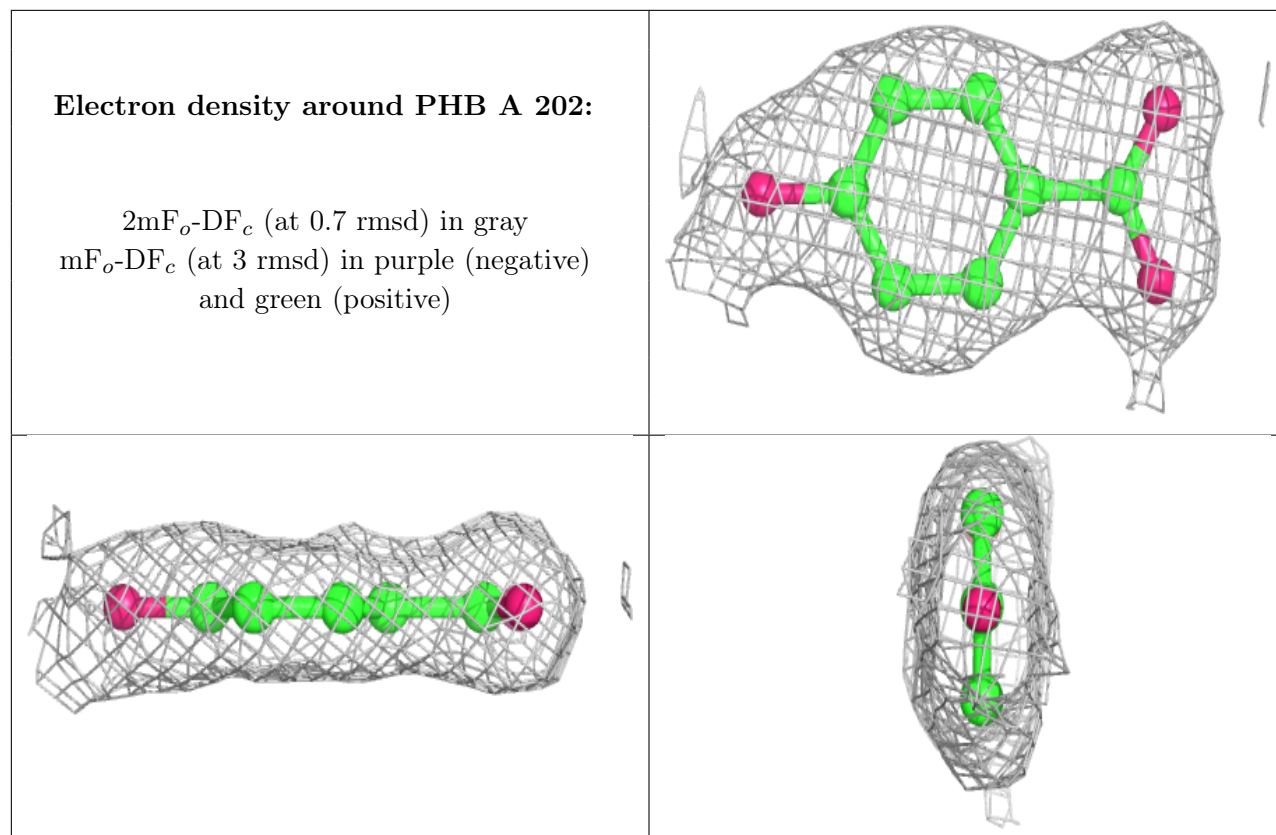 Electron density around PHB A 202:
2mFo-DFc (at 0.7 rmsd) in gray
mFo-DFc (at 3 rmsd) in purple (negative)
and green (positive)